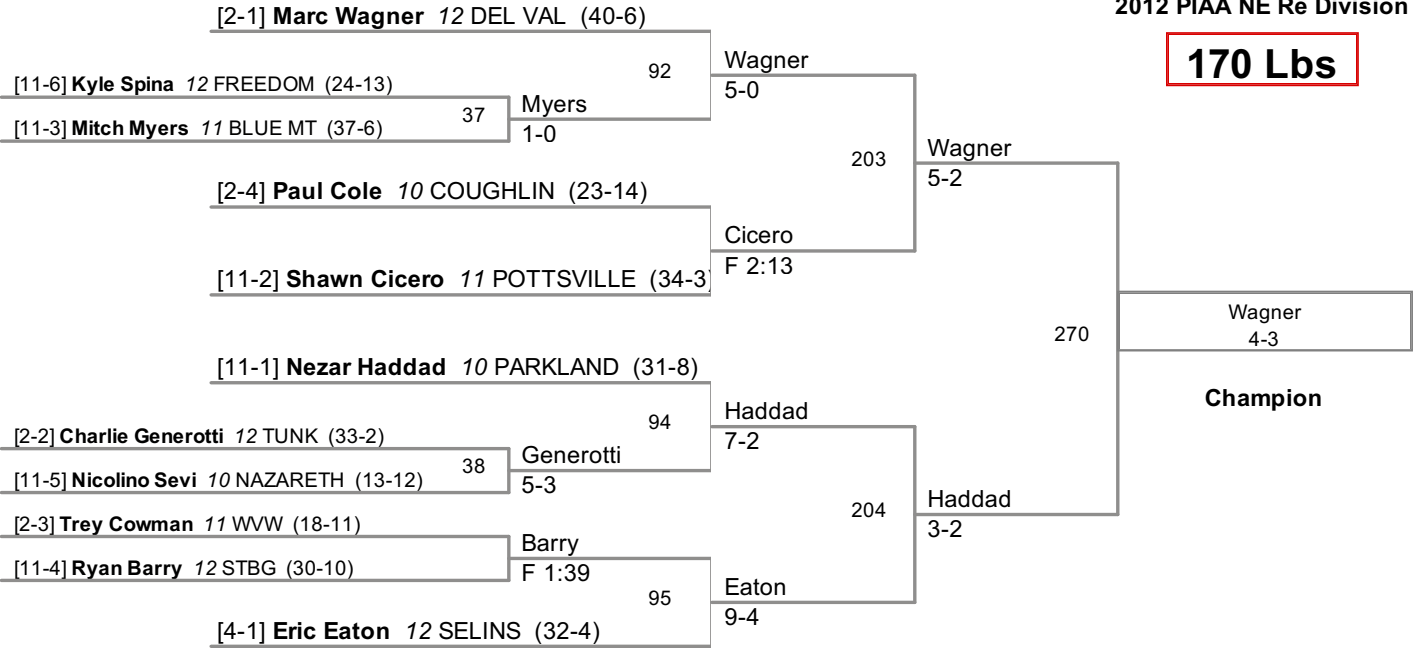 2012 PIAA NE Re Division
170 Lbs
[2-1] Marc Wagner 12 DEL VAL (40-6)
[11-6] Kyle Spina 12 FREEDOM (24-13)
[11-3] Mitch Myers 11 BLUE MT (37-6)
37
Myers
1-0
92
Wagner
5-0
[2-4] Paul Cole 10 COUGHLIN (23-14)
[11-2] Shawn Cicero 11 POTTSVILLE (34-3)
Cicero
F 2:13
203
Wagner
5-2
[11-1] Nezar Haddad 10 PARKLAND (31-8)
[2-2] Charlie Generotti 12 TUNK (33-2)
[11-5] Nicolino Sevi 10 NAZARETH (13-12)
38
Generotti
5-3
94
Haddad
7-2
[2-3] Trey Cowman 11 WVW (18-11)
[11-4] Ryan Barry 12 STBG (30-10)
Barry
F 1:39
[4-1] Eric Eaton 12 SELINS (32-4)
95
Eaton
9-4
204
Haddad
3-2
270
Wagner
4-3
Champion